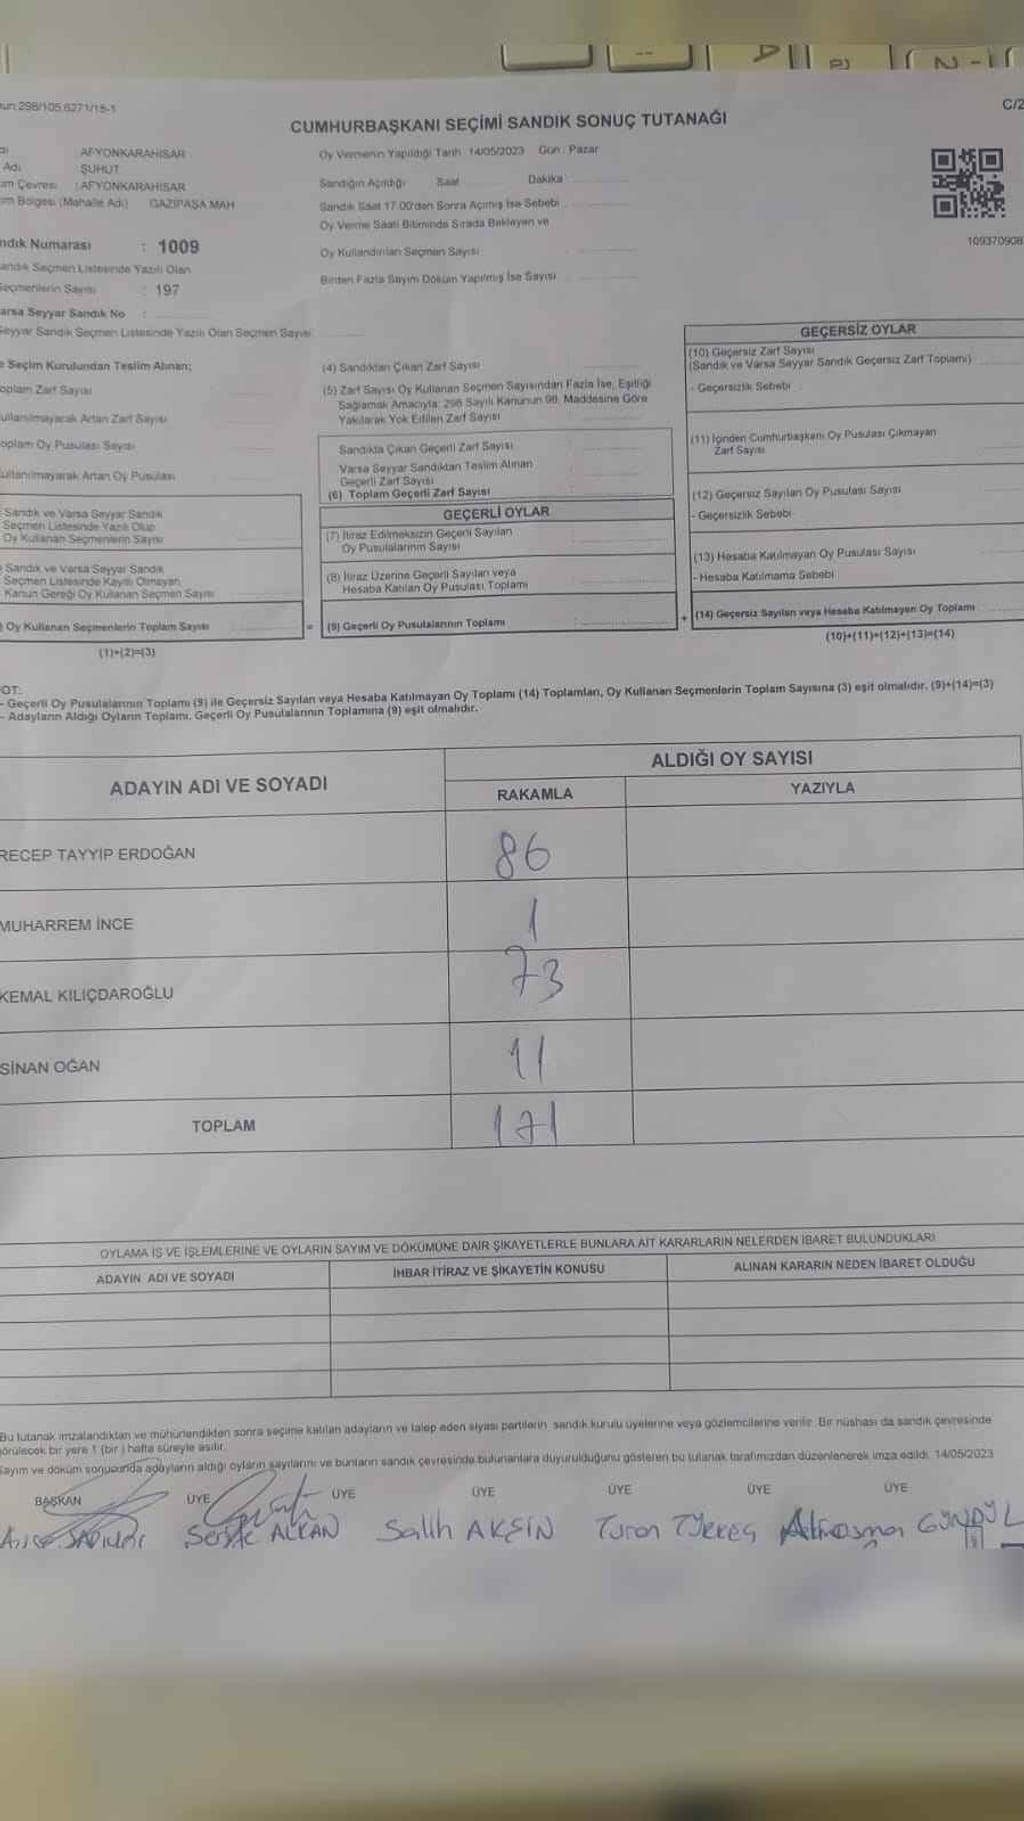 298/105.6271/15-1
C/2
CUMHURBAŞKANI SEÇİMİ SANDIK SONUÇ TUTANAĞI
AFYONKARAHİSAR
Adı ŞUHUT
Çevresi : AFYONKARAHİSAR
Bölgesi (Mahalle Adı) GAZİPAŞA MAH
Numarası : 1009
Seçmen Listesinde Yazılı Olan
Seçmenlerin Sayısı : 197
Varsa Seyyar Sandık No :
Seyyar Sandık Seçmen Listesinde Yazılı Olan Seçmen Sayısı
Oy Vermenin Yapıldığı Tarih : 14/05/2023 Gün : Pazar
Sandığın Açıldığı Saat Dakika
Sandık Saat 17.00'den Sonra Açımış İse Sebebi
Oy Verme Saati Bitiminde Sırada Bekleyen ve
Oy Kullandırılan Seçmen Sayısı
Birden Fazla Sayım Döküm Yapılmış İse Sayısı
109370908
Seçim Kurulundan Teslim Alınan;
Toplam Zarf Sayısı
Kullanılmayacak Artan Zarf Sayısı
Toplam Oy Pusulası Sayısı
Kullanılmayarak Artan Oy Pusulası
Sandık ve Varsa Seyyar Sandık
Seçmen Listesinde Yazılı Olup
Oy Kullanan Seçmenlerin Sayısı
Sandık ve Varsa Seyyar Sandık
Seçmen Listesinde Kayıtlı Olmayan
Kanun Gereği Oy Kullanan Seçmen Sayısı
Oy Kullanan Seçmenlerin Toplam Sayısı
(1)+(2)=(3)
(4) Sandıktan Çıkan Zarf Sayısı
(5) Zarf Sayısı Oy Kullanan Seçmen Sayısından Fazla İse, Eşitliği
Sağlamak Amacıyla; 298 Sayılı Kanunun 98. Maddesine Göre
Yakılarak Yok Edilen Zarf Sayısı
Sandıkta Çıkan Geçerli Zarf Sayısı
Varsa Seyyar Sandıktan Teslim Alınan
Geçerli Zarf Sayısı
(6) Toplam Geçerli Zarf Sayısı
GEÇERLİ OYLAR
(7) İtiraz Edilmeksizin Geçerli Sayılan
Oy Pusulalarının Sayısı
(8) İtiraz Üzerine Geçerli Sayılan veya
Hesaba Katılan Oy Pusulası Toplamı
= (9) Geçerli Oy Pusulalarının Toplamı
GEÇERSİZ OYLAR
(10) Geçersiz Zarf Sayısı
(Sandık ve Varsa Seyyar Sandık Geçersiz Zarf Toplamı)
- Geçersizlik Sebebi
(11) İçinden Cumhurbaşkanı Oy Pusulası Çıkmayan
Zarf Sayısı
(12) Geçersiz Sayılan Oy Pusulası Sayısı
- Geçersizlik Sebebi
(13) Hesaba Katılmayan Oy Pusulası Sayısı
- Hesaba Katılmama Sebebi
+ (14) Geçersiz Sayılan veya Hesaba Katılmayan Oy Toplamı
(10)+(11)+(12)+(13)=(14)
OT:
- Geçerli Oy Pusulalarının Toplamı (9) ile Geçersiz Sayılan veya Hesaba Katılmayan Oy Toplamı (14) Toplamları, Oy Kullanan Seçmenlerin Toplam Sayısına (3) eşit olmalıdır. (9)+(14)=(3)
- Adayların Aldığı Oyların Toplamı, Geçerli Oy Pusulalarının Toplamına (9) eşit olmalıdır.
ADAYIN ADI VE SOYADI
ALDIĞI OY SAYISI
RAKAMLA YAZIYLA
RECEP TAYYİP ERDOĞAN 86
MUHARREM İNCE 1
KEMAL KILIÇDAROĞLU 73
SİNAN OĞAN 11
TOPLAM 171
OYLAMA İŞ VE İŞLEMLERİNE VE OYLARIN SAYIM VE DÖKÜMÜNE DAİR ŞİKAYETLERLE BUNLARA AİT KARARLARIN NELERDEN İBARET BULUNDUKLARI
ADAYIN ADI VE SOYADI İHBAR İTİRAZ VE ŞİKAYETİN KONUSU ALINAN KARARIN NEDEN İBARET OLDUĞU
Bu tutanak imzalandıktan ve mühürlendikten sonra seçime katılan adayların ve talep eden siyasi partilerin sandık kurulu üyelerine veya gözlemcilerine verilir. Bir nüshası da sandık çevresinde
görülecek bir yere 1 (bir ) hafta süreyle asılır.
Sayım ve döküm sonucunda adayların aldığı oyların sayılarını ve bunların sandık çevresinde bulunanlara duyurulduğunu gösteren bu tutanak tarafımızdan düzenlenerek imza edildi. 14/05/2023
BAŞKAN ÜYE ÜYE ÜYE ÜYE ÜYE ÜYE
ALKAN Salih AKSİN Turan GÜNDÜZ